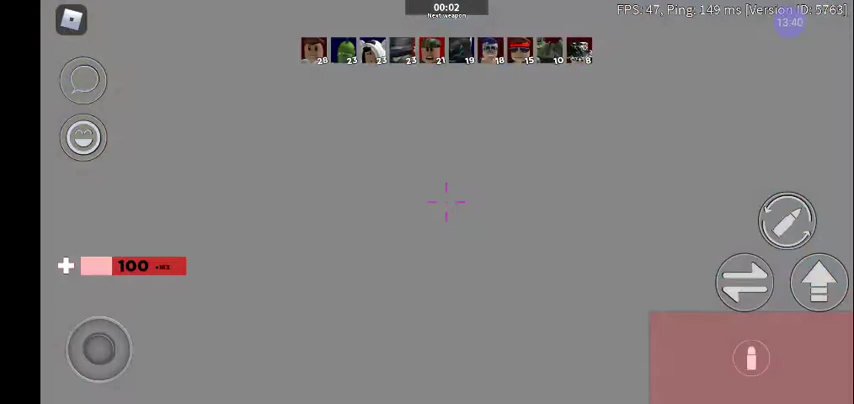 00:02
Next weapon
FPS: 47, Ping: 149 ms [Version ID: 5763]
13:40
28 23 23 23 21 19 18 15 10 8
100